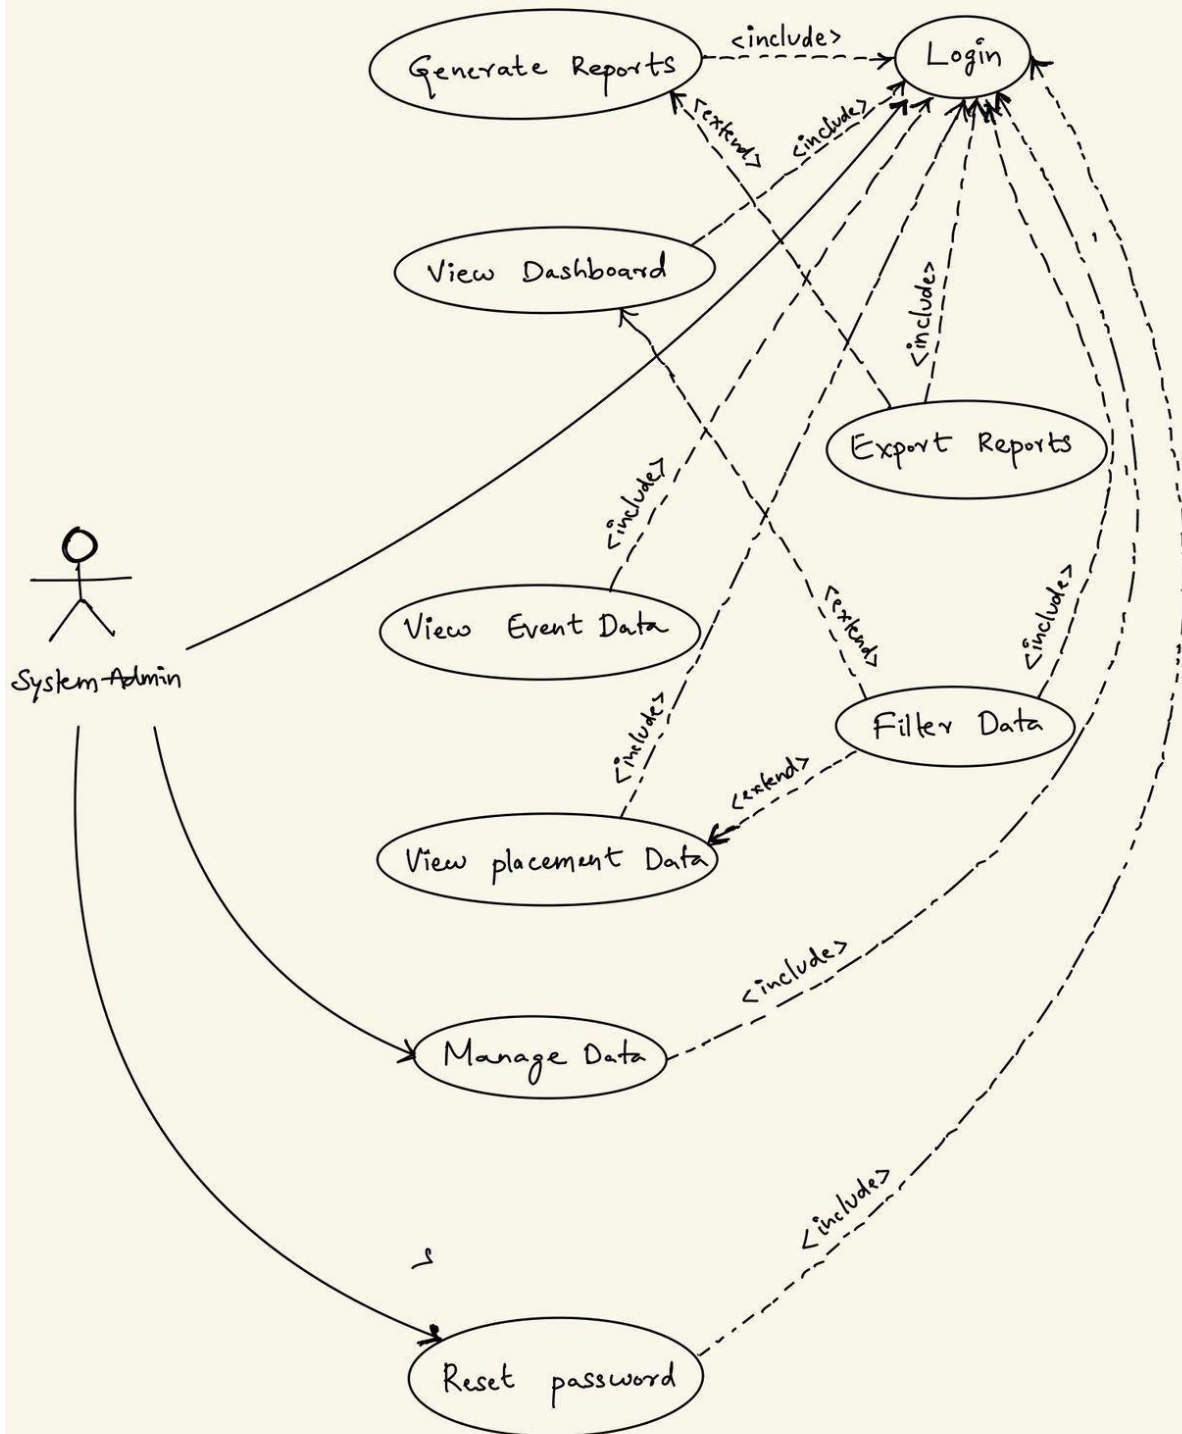 Generate Reports
<include>
Login
<extend>
<include>
View Dashboard
<include>
Export Reports
<include>
View Event Data
<extend>
<include>
System Admin
Filter Data
<include>
<extend>
View placement Data
<include>
Manage Data
<include>
Reset password